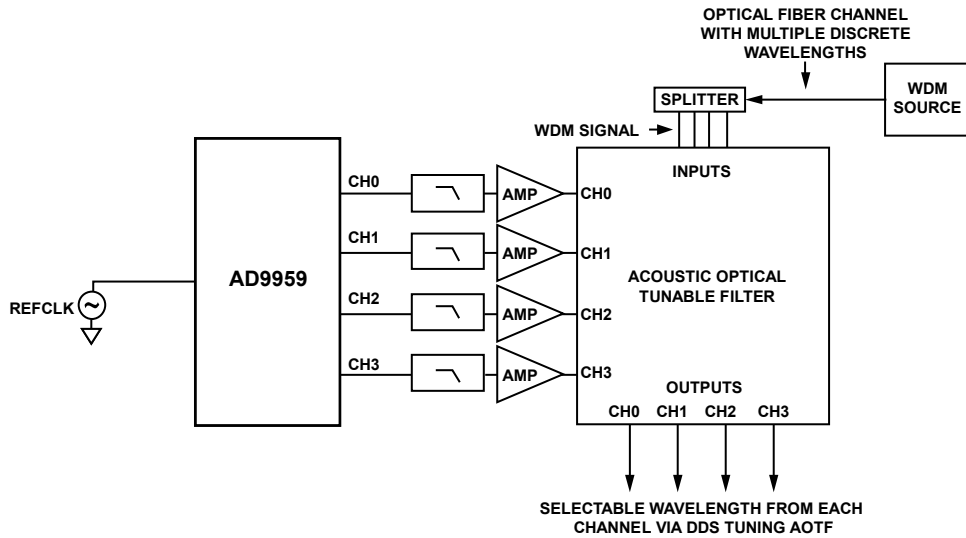 OPTICAL FIBER CHANNEL
WITH MULTIPLE DISCRETE
WAVELENGTHS
WDM
SOURCE
SPLITTER
WDM SIGNAL
INPUTS
CH0
AMP
CH0
CH1
AMP
CH1
AD9959
ACOUSTIC OPTICAL
TUNABLE FILTER
REFCLK
CH2
AMP
CH2
CH3
AMP
CH3
OUTPUTS
CH0 CH1 CH2 CH3
SELECTABLE WAVELENGTH FROM EACH
CHANNEL VIA DDS TUNING AOTF